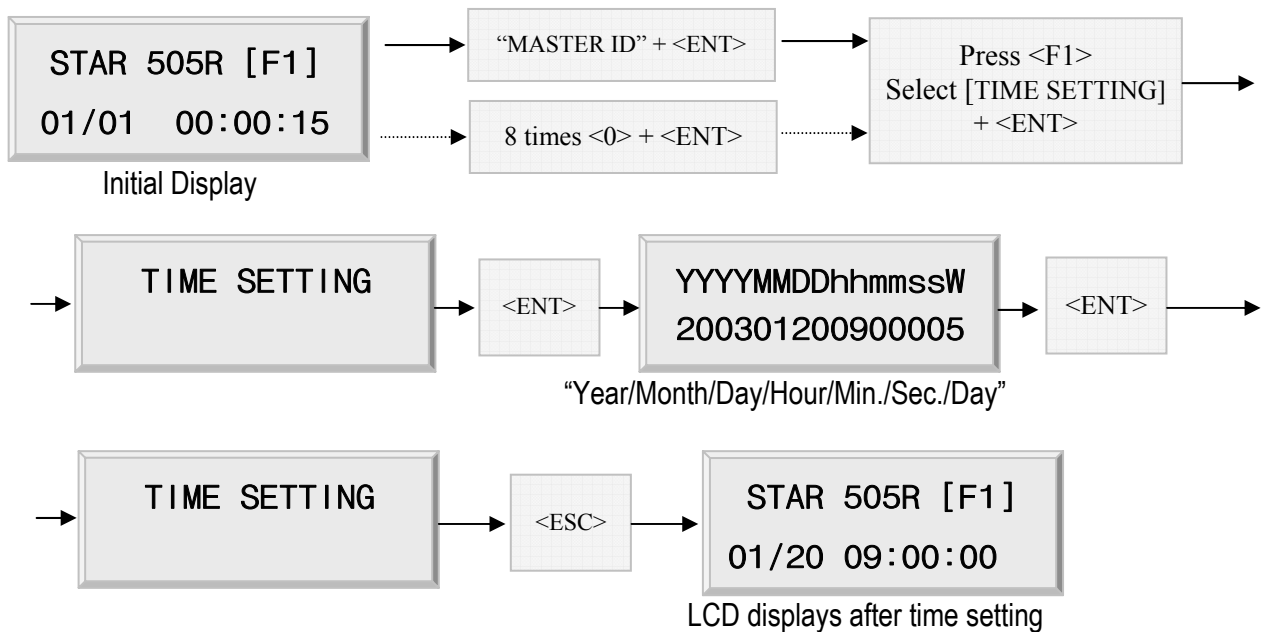 STAR 505R [F1]
01/01 00:00:15
Initial Display
“MASTER ID” + <ENT>
8 times <0> + <ENT>
Press <F1>
Select [TIME SETTING]
+ <ENT>
TIME SETTING
<ENT>
YYYYMMDDhhmmssW
200301200900005
“Year/Month/Day/Hour/Min./Sec./Day”
<ENT>
TIME SETTING
<ESC>
STAR 505R [F1]
01/20 09:00:00
LCD displays after time setting